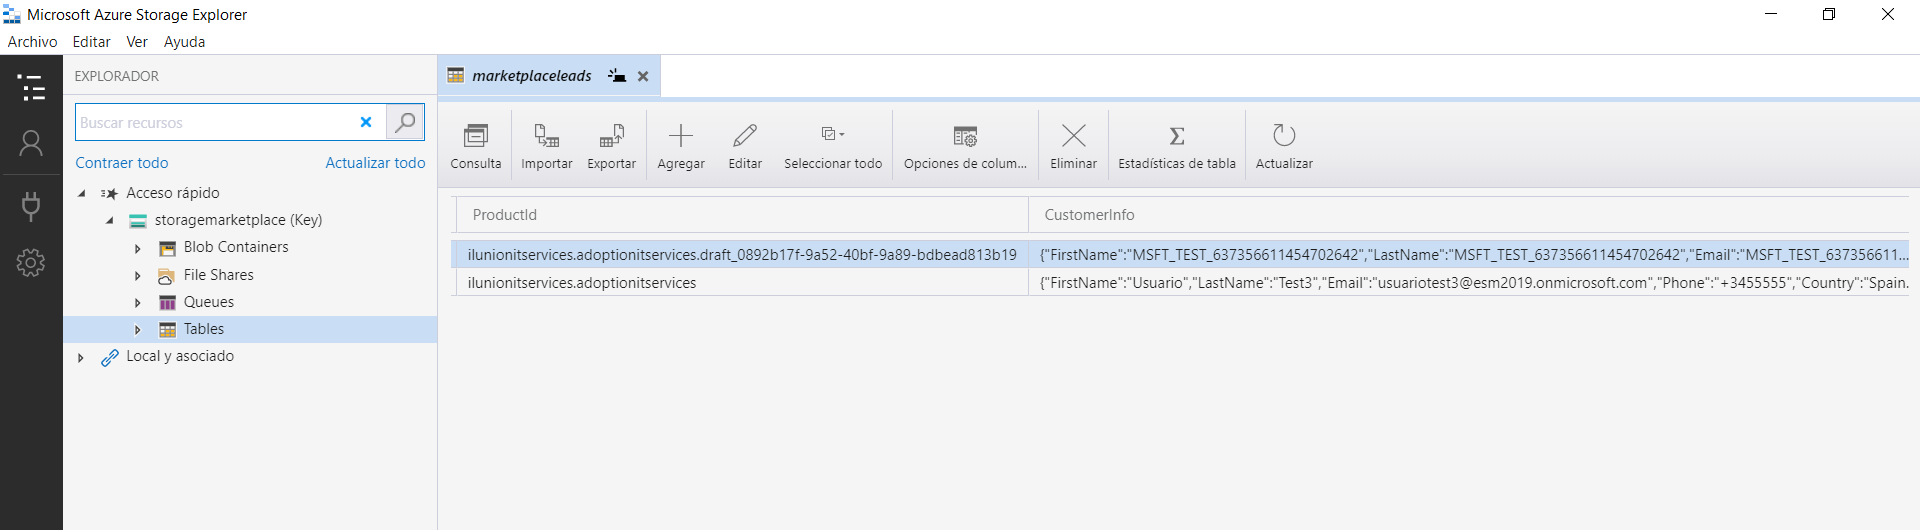 Microsoft Azure Storage Explorer
Archivo Editar Ver Ayuda
EXPLORADOR
Buscar recursos
Contraer todo Actualizar todo
Acceso rápido
storagemarketplace (Key)
Blob Containers
File Shares
Queues
Tables
Local y asociado
marketplaceleads
Consulta Importar Exportar Agregar Editar Seleccionar todo Opciones de colum... Eliminar Estadísticas de tabla Actualizar
ProductId CustomerInfo
ilunionitservices.adoptionitservices.draft_0892b17f-9a52-40bf-9a89-bdbead813b19 {"FirstName":"MSFT_TEST_637356611454702642","LastName":"MSFT_TEST_637356611454702642","Email":"MSFT_TEST_637356611...
ilunionitservices.adoptionitservices {"FirstName":"Usuario","LastName":"Test3","Email":"usuariotest3@esm2019.onmicrosoft.com","Phone":"+3455555","Country":"Spain.